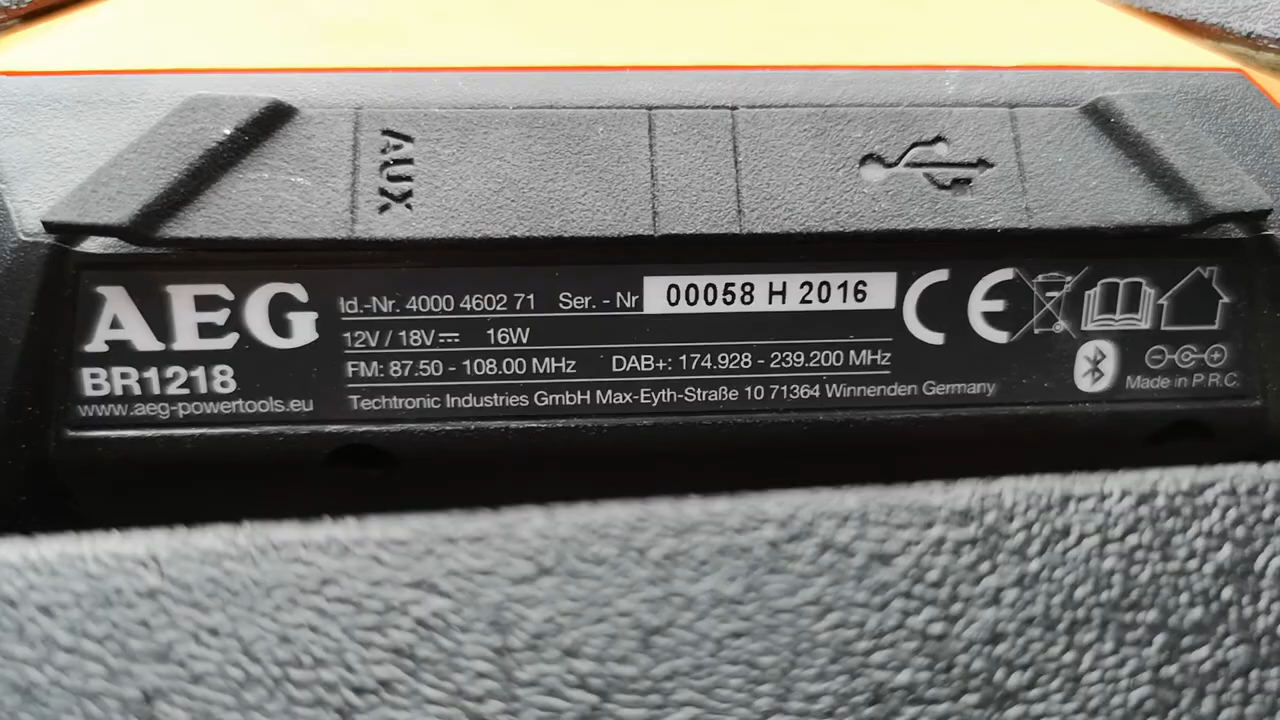 AUX
AEG
BR1218
www.aeg-powertools.eu
Id.-Nr. 4000 4602 71 Ser. - Nr 00058 H 2016
12V / 18V⎓ 16W
FM: 87.50 - 108.00 MHz DAB+: 174.928 - 239.200 MHz
Techtronic Industries GmbH Max-Eyth-Straße 10 71364 Winnenden Germany
CE
Made in P.R.C.